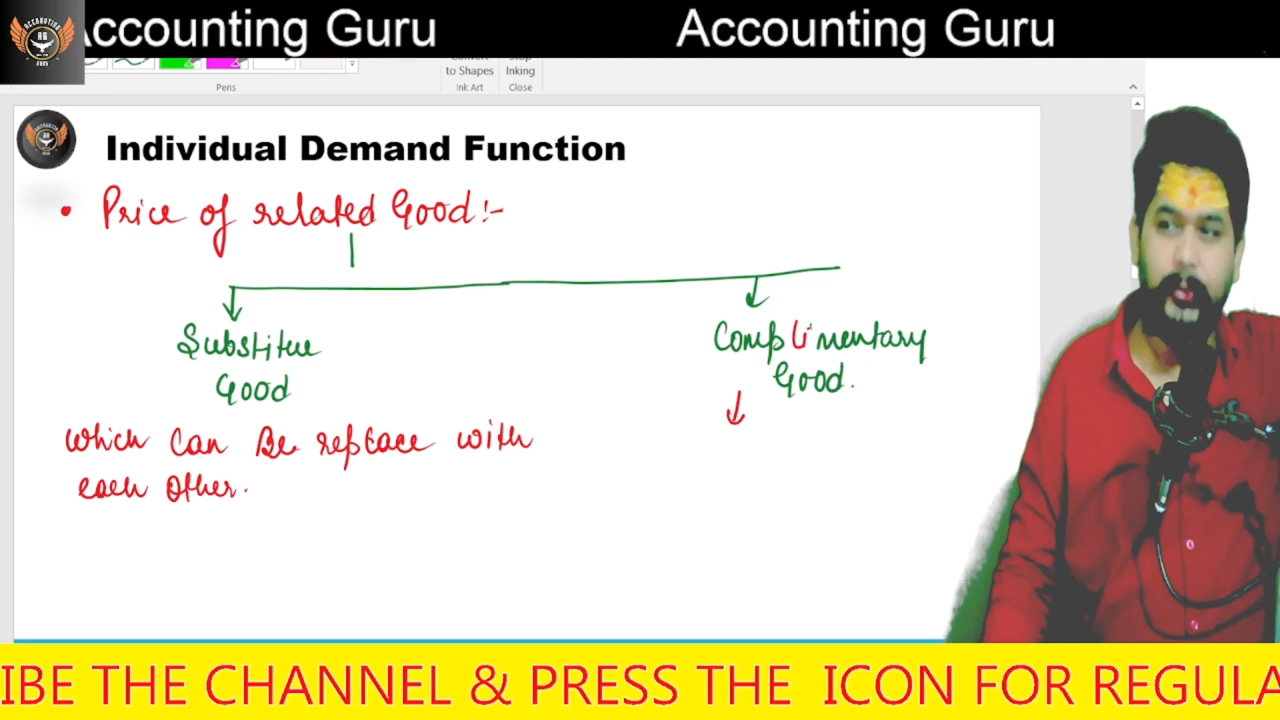 Accounting Guru Accounting Guru
to Shapes Inking
Pens Ink Art Close
Individual Demand Function
• Price of related Good:-
Substitue Complimentary
Good Good.
which can Be replace with
each other.
IBE THE CHANNEL & PRESS THE ICON FOR REGULA